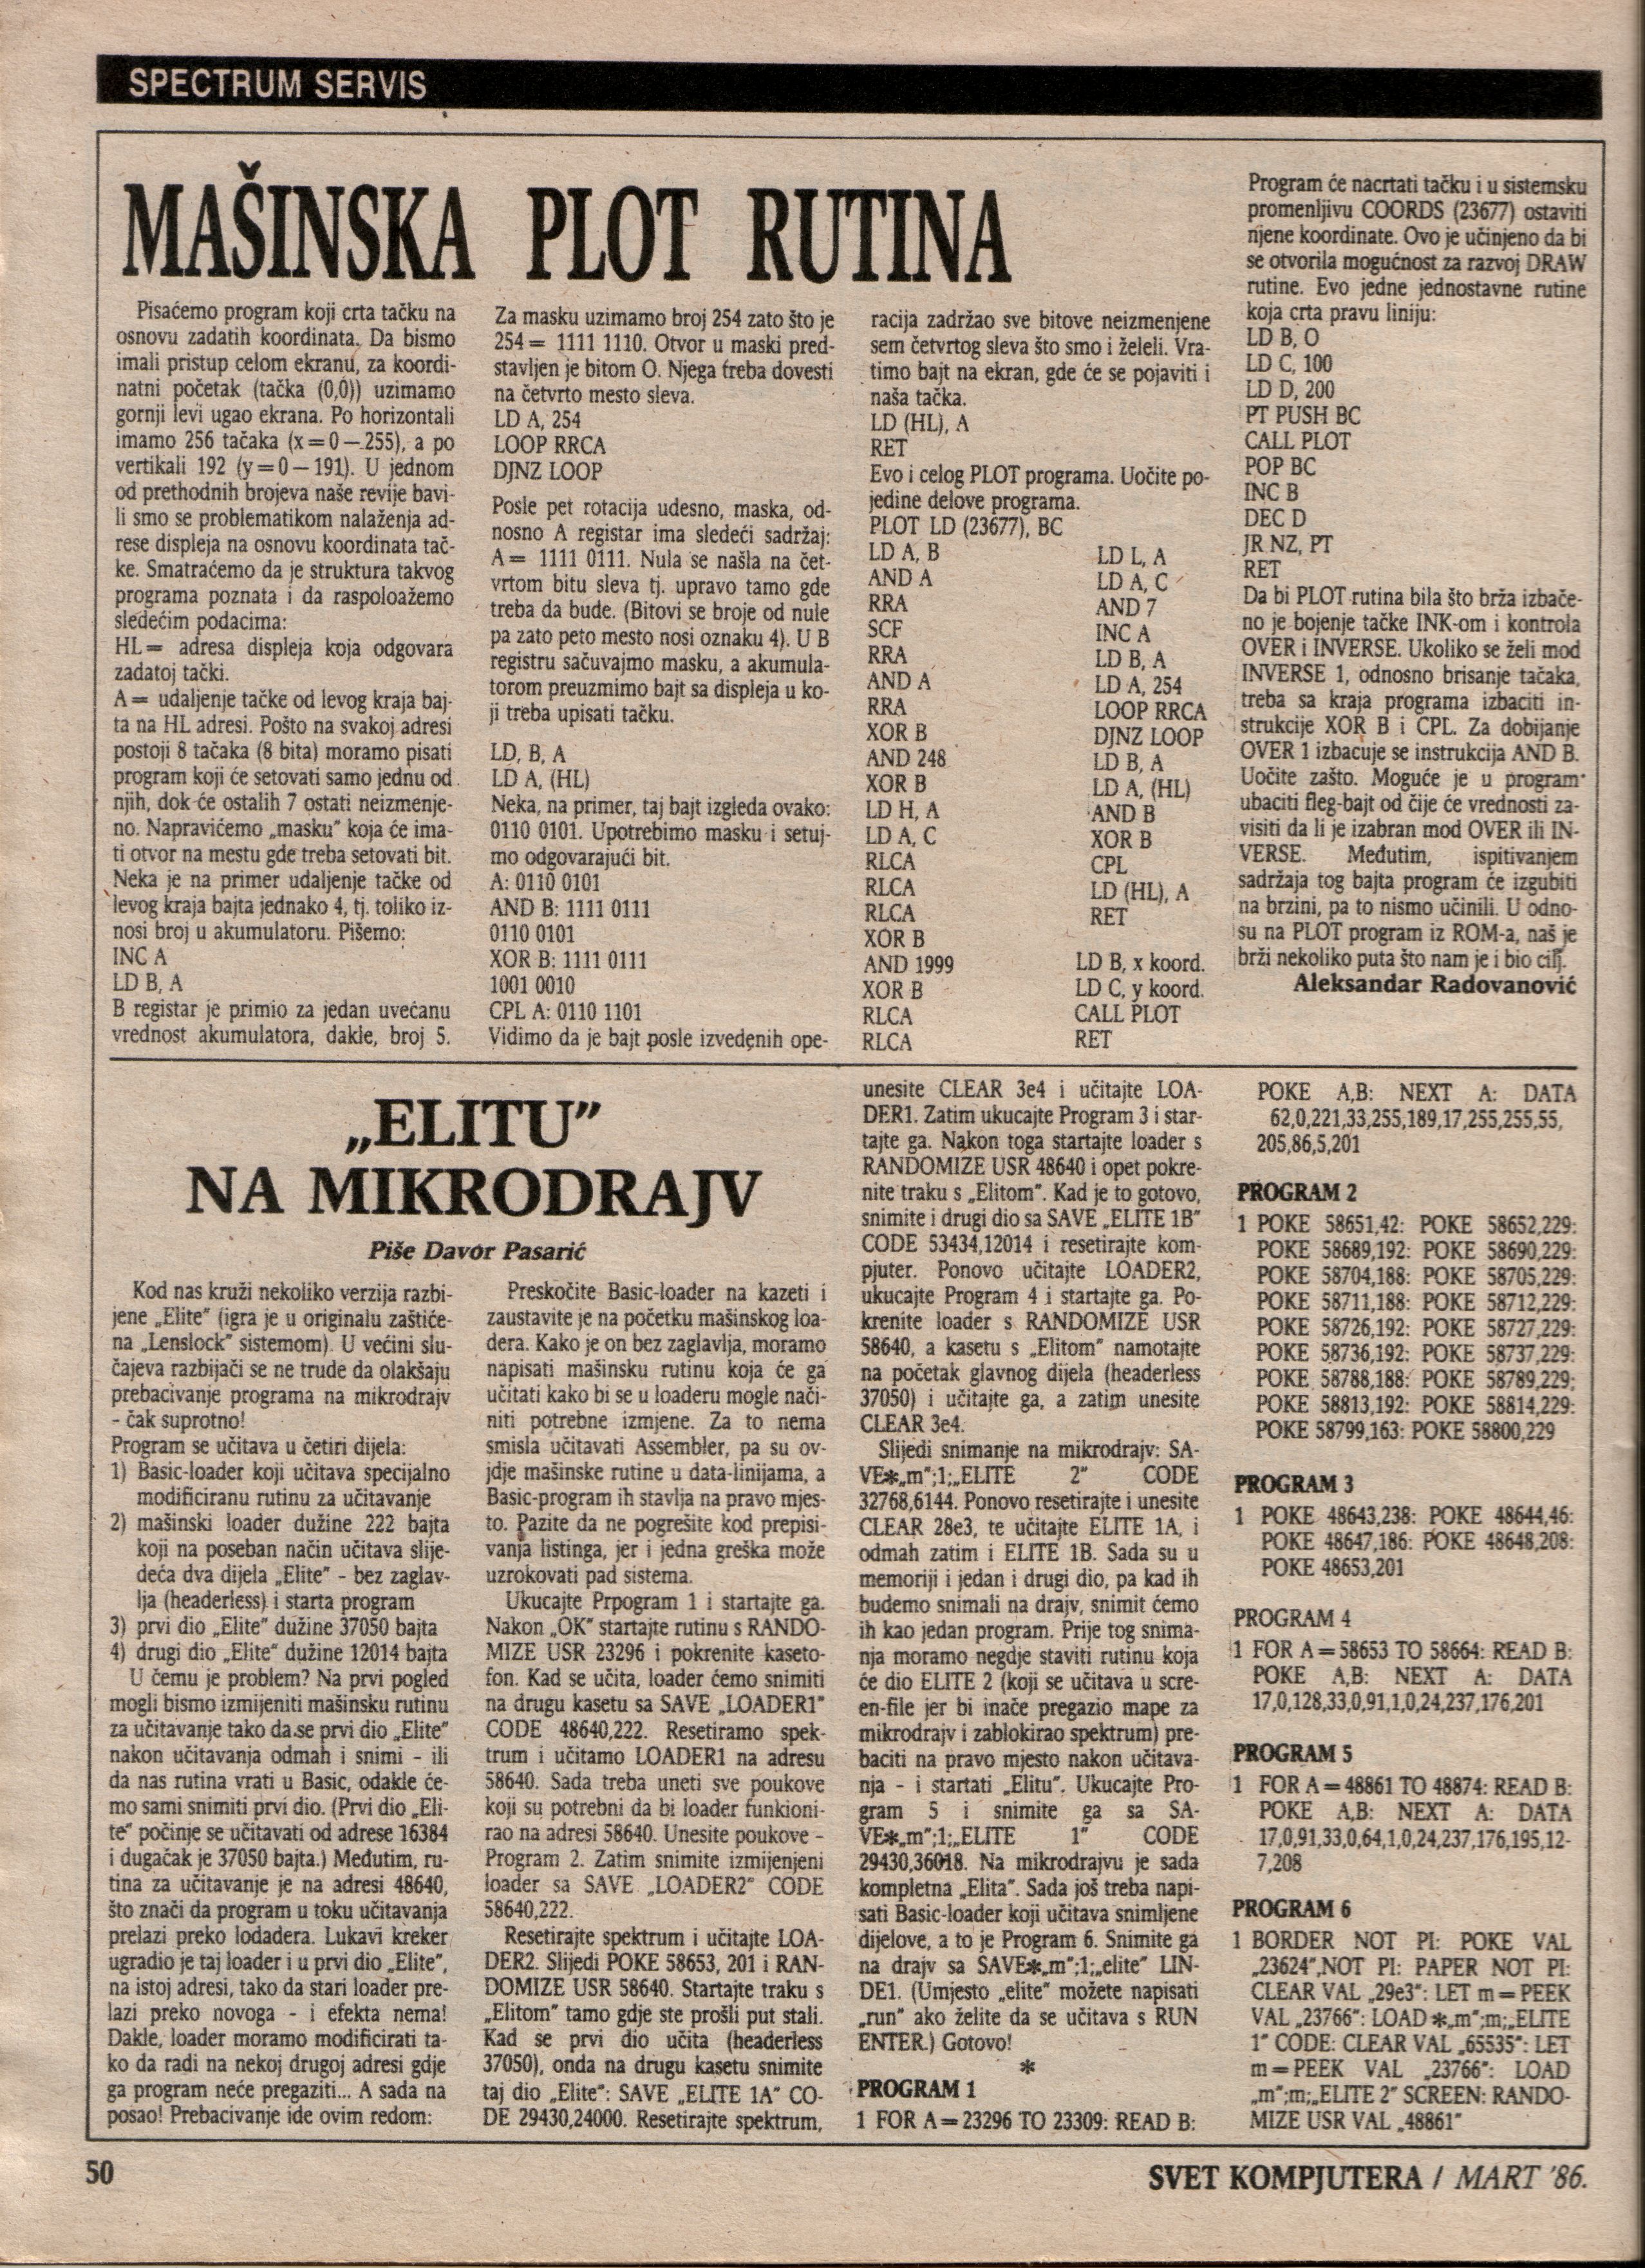 SPECTRUM SERVIS
MAŠINSKA PLOT RUTINA
Pisaćemo program koji crta tačku na
osnovu zadatih koordinata. Da bismo
imali pristup celom ekranu, za koordi-
natni početak (tačka (0,0)) uzimamo
gornji levi ugao ekrana. Po horizontali
imamo 256 tačaka (x=0—255), a po
vertikali 192 (y=0—191). U jednom
od prethodnih brojeva naše revije bavi-
li smo se problematikom nalaženja ad-
rese displeja na osnovu koordinata tač-
ke. Smatraćemo da je struktura takvog
programa poznata i da raspoloažemo
sledećim podacima:
HL= adresa displeja koja odgovara
zadatoj tački.
A= udaljenje tačke od levog kraja baj-
ta na HL adresi. Pošto na svakoj adresi
postoji 8 tačaka (8 bita) moramo pisati
program koji će setovati samo jednu od
njih, dok će ostalih 7 ostati neizmenje-
no. Napravićemo „masku” koja će ima-
ti otvor na mestu gde treba setovati bit.
Neka je na primer udaljenje tačke od
levog kraja bajta jednako 4, tj. toliko iz-
nosi broj u akumulatoru. Pišemo:
INC A
LD B, A
B registar je primio za jedan uvećanu
vrednost akumulatora, dakle, broj 5.
Za masku uzimamo broj 254 zato što je
254= 1111 1110. Otvor u maski pred-
stavljen je bitom O. Njega treba dovesti
na četvrto mesto sleva.
LD A, 254
LOOP RRCA
DJNZ LOOP
Posle pet rotacija udesno, maska, od-
nosno A registar ima sledeći sadržaj:
A= 1111 0111. Nula se našla na čet-
vrtom bitu sleva tj. upravo tamo gde
treba da bude. (Bitovi se broje od nule
pa zato peto mesto nosi oznaku 4). U B
registru sačuvajmo masku, a akumula-
torom preuzmimo bajt sa displeja u ko-
ji treba upisati tačku.
LD, B, A
LD A, (HL)
Neka, na primer, taj bajt izgleda ovako:
0110 0101. Upotrebimo masku i setuj-
mo odgovarajući bit.
A: 0110 0101
AND B: 1111 0111
0110 0101
XOR B: 1111 0111
1001 0010
CPL A: 0110 1101
Vidimo da je bajt posle izvedenih ope-
racija zadržao sve bitove neizmenjene
sem četvrtog sleva što smo i želeli. Vra-
timo bajt na ekran, gde će se pojaviti i
naša tačka.
LD (HL), A
RET
Evo i celog PLOT programa. Uočite po-
jedine delove programa.
PLOT LD (23677), BC
LD A, B
AND A
RRA
SCF
RRA
AND A
RRA
XOR B
AND 248
XOR B
LD H, A
LD A, C
RLCA
RLCA
RLCA
XOR B
AND 1999
XOR B
RLCA
RLCA
LD L, A
LD A, C
AND 7
INC A
LD B, A
LD A, 254
LOOP RRCA
DJNZ LOOP
LD B, A
LD A, (HL)
AND B
XOR B
CPL
LD (HL), A
RET
LD B, x koord.
LD C, y koord.
CALL PLOT
RET
Program će nacrtati tačku i u sistemsku
promenljivu COORDS (23677) ostaviti
njene koordinate. Ovo je učinjeno da bi
se otvorila mogućnost za razvoj DRAW
rutine. Evo jedne jednostavne rutine
koja crta pravu liniju:
LD B, O
LD C, 100
LD D, 200
PT PUSH BC
CALL PLOT
POP BC
INC B
DEC D
JR NZ, PT
RET
Da bi PLOT rutina bila što brža izbače-
no je bojenje tačke INK-om i kontrola
OVER i INVERSE. Ukoliko se želi mod
INVERSE 1, odnosno brisanje tačaka,
treba sa kraja programa izbaciti in-
strukcije XOR B i CPL. Za dobijanje
OVER 1 izbacuje se instrukcija AND B.
Uočite zašto. Moguće je u program
ubaciti fleg-bajt od čije će vrednosti za-
visiti da li je izabran mod OVER ili IN-
VERSE. Međutim, ispitivanjem
sadržaja tog bajta program će izgubiti
na brzini, pa to nismo učinili. U odno-
su na PLOT program iz ROM-a, naš je
brži nekoliko puta što nam je i bio cilj.
Aleksandar Radovanović
„ELITU”
NA MIKRODRAJV
Piše Davor Pasarić
Kod nas kruži nekoliko verzija razbi-
jene „Elite” (igra je u originalu zaštiće-
na „Lenslock” sistemom). U većini slu-
čajeva razbijači se ne trude da olakšaju
prebacivanje programa na mikrodrajv
- čak suprotno!
Program se učitava u četiri dijela:
1) Basic-loader koji učitava specijalno
modificiranu rutinu za učitavanje
2) mašinski loader dužine 222 bajta
koji na poseban način učitava slije-
deća dva dijela „Elite” - bez zaglav-
lja (headerless) i starta program
3) prvi dio „Elite” dužine 37050 bajta
4) drugi dio „Elite” dužine 12014 bajta
U čemu je problem? Na prvi pogled
mogli bismo izmijeniti mašinsku rutinu
za učitavanje tako da se prvi dio „Elite”
nakon učitavanja odmah i snimi - ili
da nas rutina vrati u Basic, odakle će-
mo sami snimiti prvi dio. (Prvi dio „Eli-
te” počinje se učitavati od adrese 16384
i dugačak je 37050 bajta.) Međutim, ru-
tina za učitavanje je na adresi 48640,
što znači da program u toku učitavanja
prelazi preko lodadera. Lukavi kreker
ugradio je taj loader i u prvi dio „Elite”,
na istoj adresi, tako da stari loader pre-
lazi preko novoga - i efekta nema!
Dakle, loader moramo modificirati ta-
ko da radi na nekoj drugoj adresi gdje
ga program neće pregaziti... A sada na
posao! Prebacivanje ide ovim redom:
Preskočite Basic-loader na kazeti i
zaustavite je na početku mašinskog loa-
dera. Kako je on bez zaglavlja, moramo
napisati mašinsku rutinu koja će ga
učitati kako bi se u loaderu mogle nači-
niti potrebne izmjene. Za to nema
smisla učitavati Assembler, pa su ov-
jdje mašinske rutine u data-linijama, a
Basic-program ih stavlja na pravo mjes-
to. Pazite da ne pogrešite kod prepisi-
vanja listinga, jer i jedna greška može
uzrokovati pad sistema.
Ukucajte Prpogram 1 i startajte ga.
Nakon „OK” startajte rutinu s RANDO-
MIZE USR 23296 i pokrenite kaseto-
fon. Kad se učita, loader ćemo snimiti
na drugu kasetu sa SAVE „LOADER1”
CODE 48640,222. Resetiramo spek-
trum i učitamo LOADER1 na adresu
58640. Sada treba uneti sve poukove
koji su potrebni da bi loader funkioni-
rao na adresi 58640. Unesite poukove -
Program 2. Zatim snimite izmijenjeni
loader sa SAVE „LOADER2” CODE
58640,222.
Resetirajte spektrum i učitajte LOA-
DER2. Slijedi POKE 58653, 201 i RAN-
DOMIZE USR 58640. Startajte traku s
„Elitom” tamo gdje ste prošli put stali.
Kad se prvi dio učita (headerless
37050), onda na drugu kasetu snimite
taj dio „Elite”: SAVE „ELITE 1A” CO-
DE 29430,24000. Resetirajte spektrum,
unesite CLEAR 3e4 i učitajte LOA-
DER1. Zatim ukucajte Program 3 i star-
tajte ga. Nakon toga startajte loader s
RANDOMIZE USR 48640 i opet pokre-
nite traku s „Elitom”. Kad je to gotovo,
snimite i drugi dio sa SAVE „ELITE 1B”
CODE 53434,12014 i resetirajte kom-
pjuter. Ponovo učitajte LOADER2,
ukucajte Program 4 i startajte ga. Po-
krenite loader s RANDOMIZE USR
58640, a kasetu s „Elitom” namotajte
na početak glavnog dijela (headerless
37050) i učitajte ga, a zatim unesite
CLEAR 3e4.
Slijedi snimanje na mikrodrajv: SA-
VE*„m”;1;„ELITE 2” CODE
32768,6144. Ponovo resetirajte i unesite
CLEAR 28e3, te učitajte ELITE 1A, i
odmah zatim i ELITE 1B. Sada su u
memoriji i jedan i drugi dio, pa kad ih
budemo snimali na drajv, snimit ćemo
ih kao jedan program. Prije tog snima-
nja moramo negdje staviti rutinu koja
će dio ELITE 2 (koji se učitava u scre-
en-file jer bi inače pregazio mape za
mikrodrajv i zablokirao spektrum) pre-
baciti na pravo mjesto nakon učitava-
nja - i startati „Elitu”. Ukucajte Pro-
gram 5 i snimite ga sa SA-
VE*„m”;1;„ELITE 1” CODE
29430,36018. Na mikrodrajvu je sada
kompletna „Elita”. Sada još treba napi-
sati Basic-loader koji učitava snimljene
dijelove, a to je Program 6. Snimite ga
na drajv sa SAVE*„m”;1;„elite” LIN-
DE1. (Umjesto „elite” možete napisati
„run” ako želite da se učitava s RUN
ENTER.) Gotovo!
*
PROGRAM 1
1 FOR A=23296 TO 23309: READ B:
POKE A,B: NEXT A: DATA
62,0,221,33,255,189,17,255,255,55,
205,86,5,201
PROGRAM 2
1 POKE 58651,42: POKE 58652,229:
POKE 58689,192: POKE 58690,229:
POKE 58704,188: POKE 58705,229:
POKE 58711,188: POKE 58712,229:
POKE 58726,192: POKE 58727,229:
POKE 58736,192: POKE 58737,229:
POKE 58788,188: POKE 58789,229:
POKE 58813,192: POKE 58814,229:
POKE 58799,163: POKE 58800,229
PROGRAM 3
1 POKE 48643,238: POKE 48644,46:
POKE 48647,186: POKE 48648,208:
POKE 48653,201
PROGRAM 4
1 FOR A=58653 TO 58664: READ B:
POKE A,B: NEXT A: DATA
17,0,128,33,0,91,1,0,24,237,176,201
PROGRAM 5
1 FOR A=48861 TO 48874: READ B:
POKE A,B: NEXT A: DATA
17,0,91,33,0,64,1,0,24,237,176,195,12-
7,208
PROGRAM 6
1 BORDER NOT PI: POKE VAL
„23624”,NOT PI: PAPER NOT PI:
CLEAR VAL „29e3”: LET m=PEEK
VAL „23766”: LOAD *„m”;m;„ELITE
1” CODE: CLEAR VAL „65535”: LET
m=PEEK VAL „23766”: LOAD
„m”;m;„ELITE 2” SCREEN: RANDO-
MIZE USR VAL „48861”
50
SVET KOMPJUTERA / MART '86.